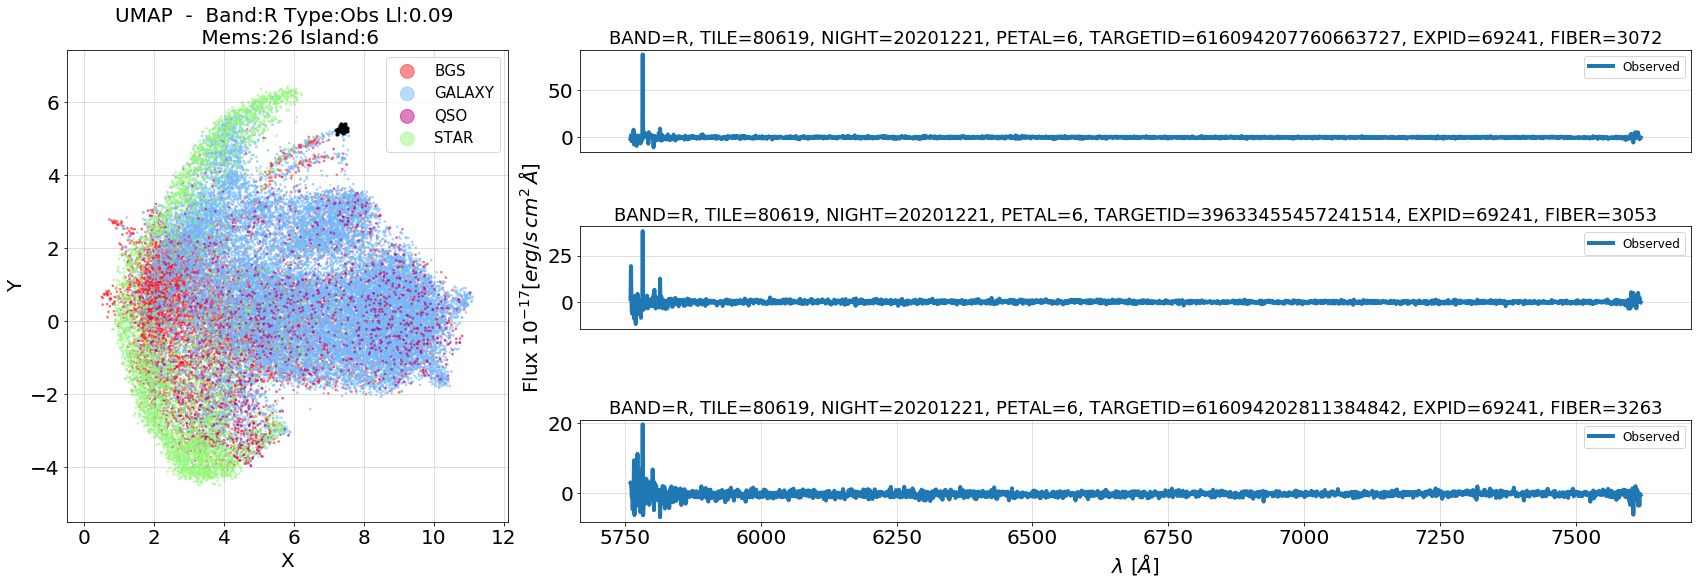 UMAP - Band:R Type:Obs Ll:0.09
Mems:26 Island:6
BGS
GALAXY
QSO
STAR
6
4
2
0
−2
−4
Y
0 2 4 6 8 10 12
X
Flux 10^{-17}[erg/s cm^2 Å]
BAND=R, TILE=80619, NIGHT=20201221, PETAL=6, TARGETID=616094207760663727, EXPID=69241, FIBER=3072
Observed
50
0
BAND=R, TILE=80619, NIGHT=20201221, PETAL=6, TARGETID=39633455457241514, EXPID=69241, FIBER=3053
Observed
25
0
BAND=R, TILE=80619, NIGHT=20201221, PETAL=6, TARGETID=616094202811384842, EXPID=69241, FIBER=3263
Observed
20
0
5750 6000 6250 6500 6750 7000 7250 7500
λ [Å]